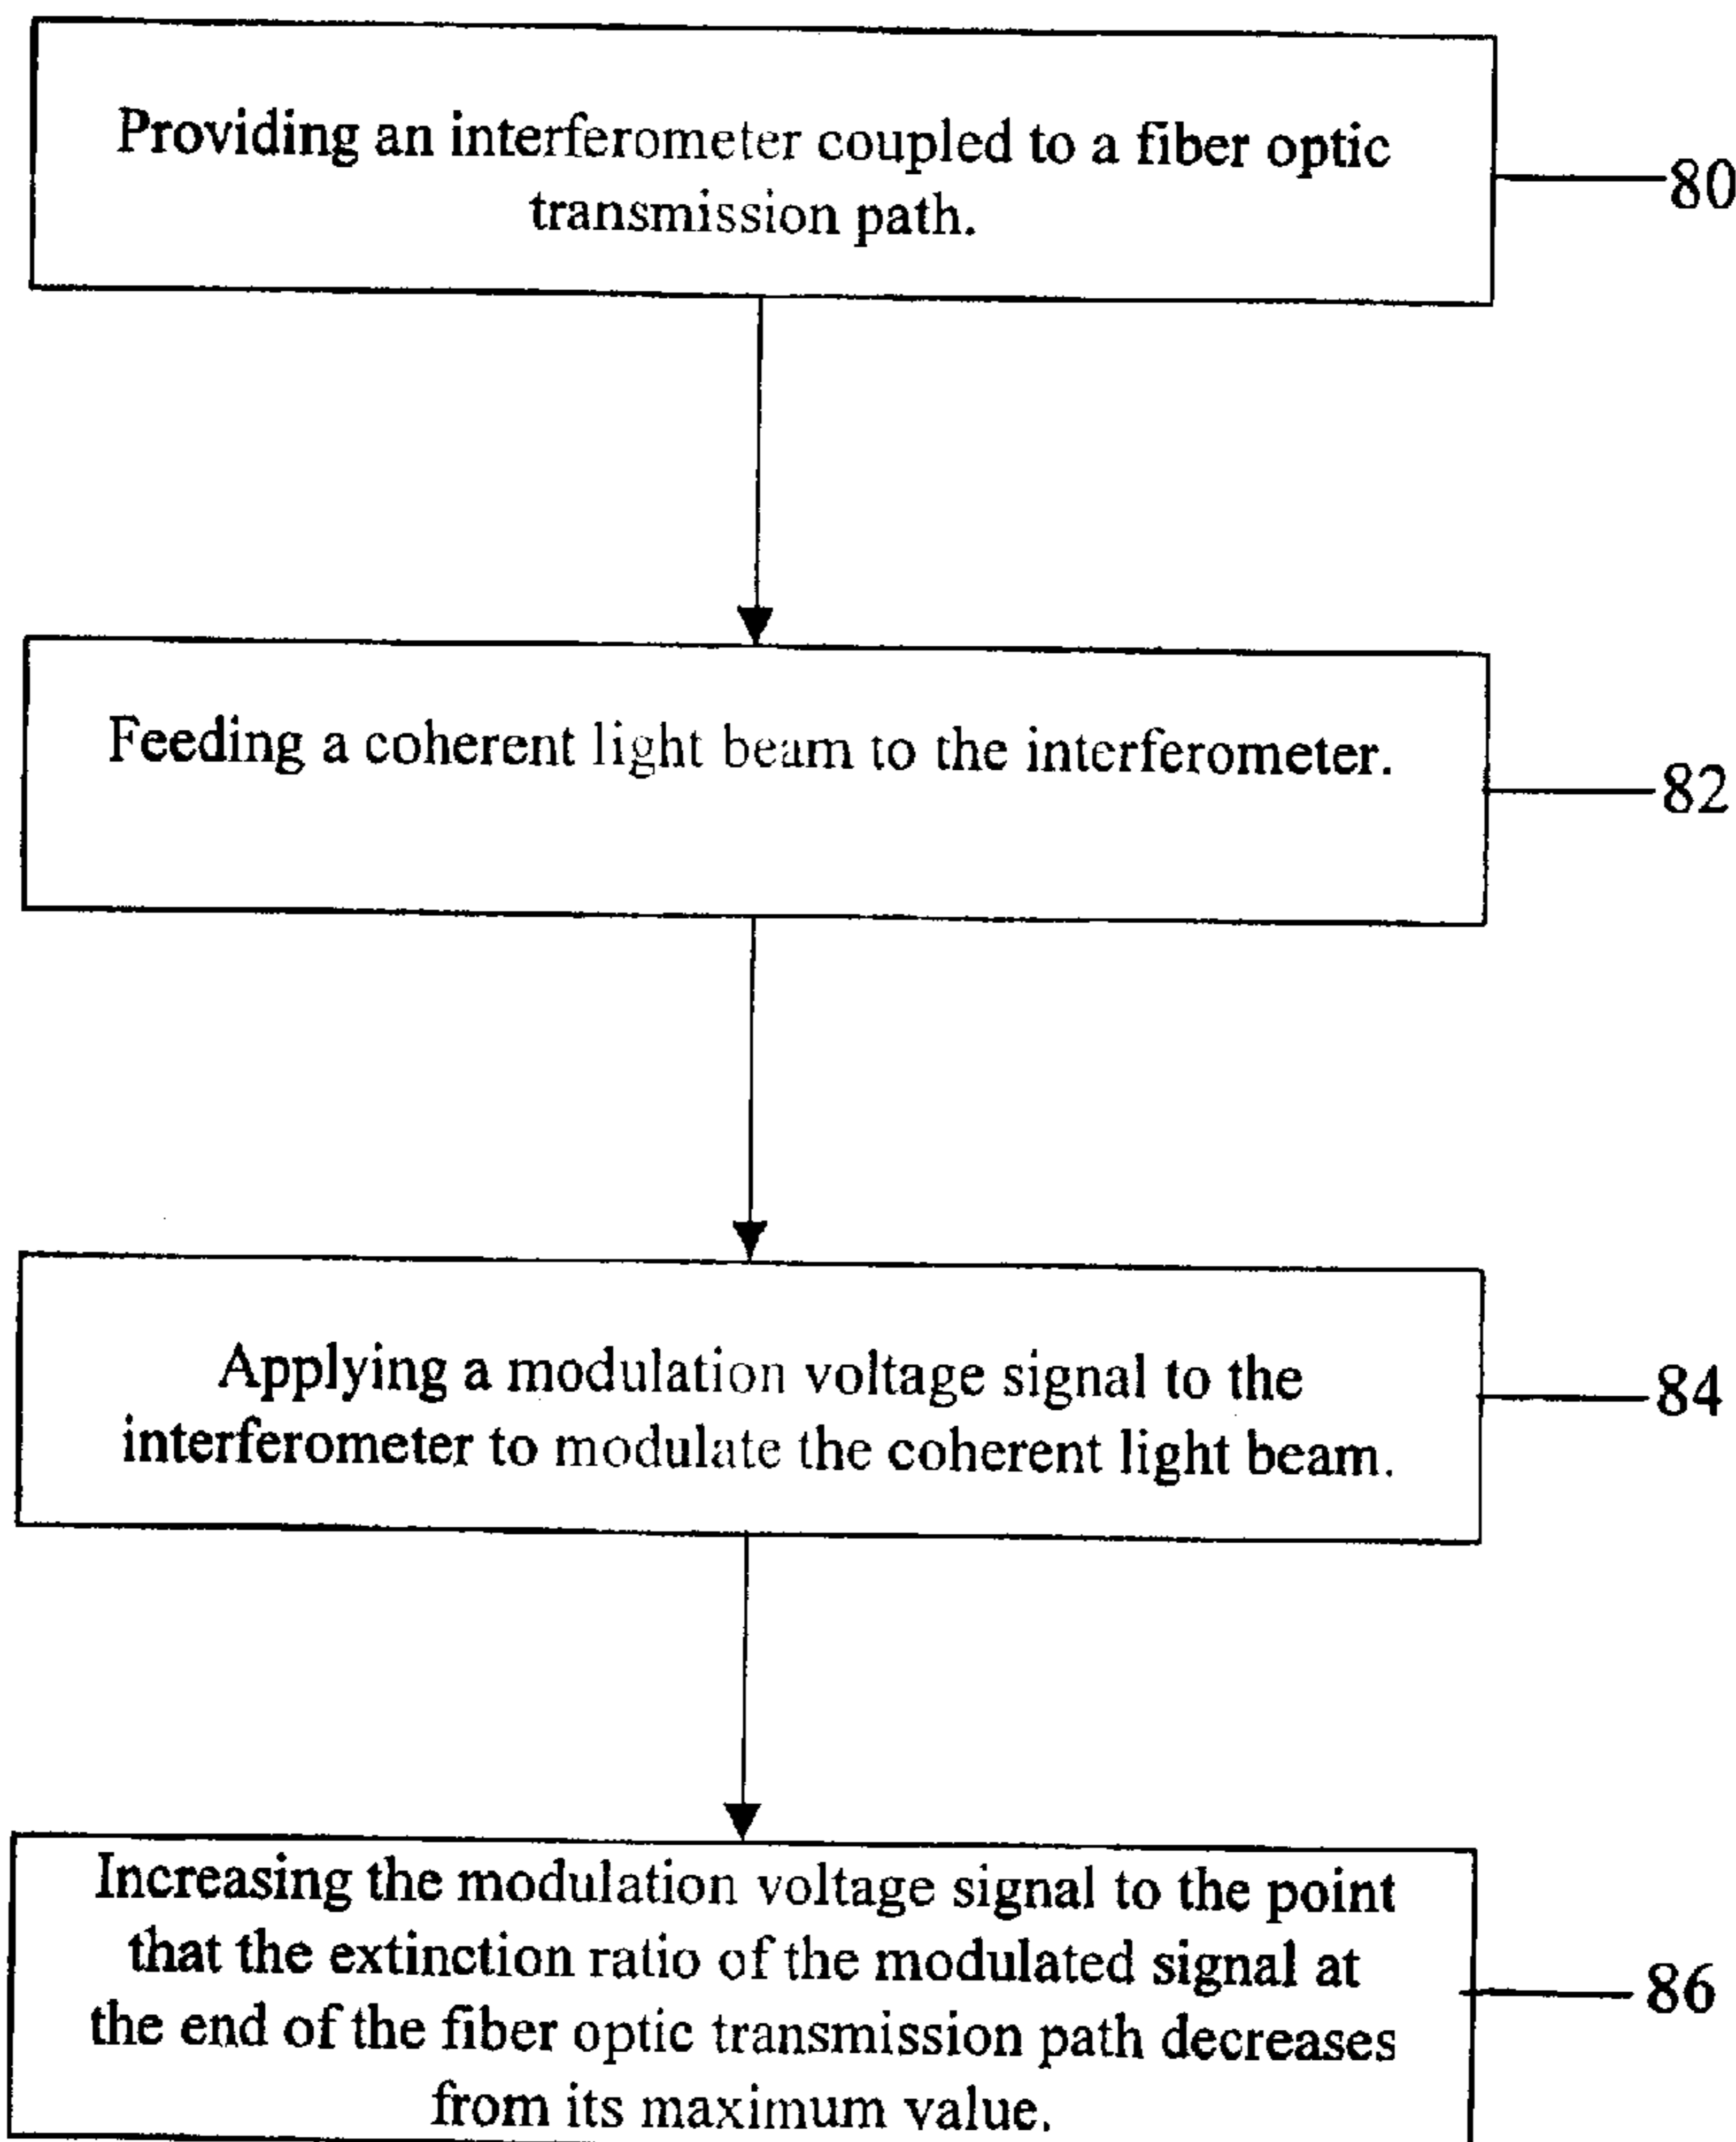 Providing an interferometer coupled to a fiber optic
transmission path.
80
Feeding a coherent light beam to the interferometer.
82
Applying a modulation voltage signal to the
interferometer to modulate the coherent light beam.
84
Increasing the modulation voltage signal to the point
that the extinction ratio of the modulated signal at
the end of the fiber optic transmission path decreases
from its maximum value.
86